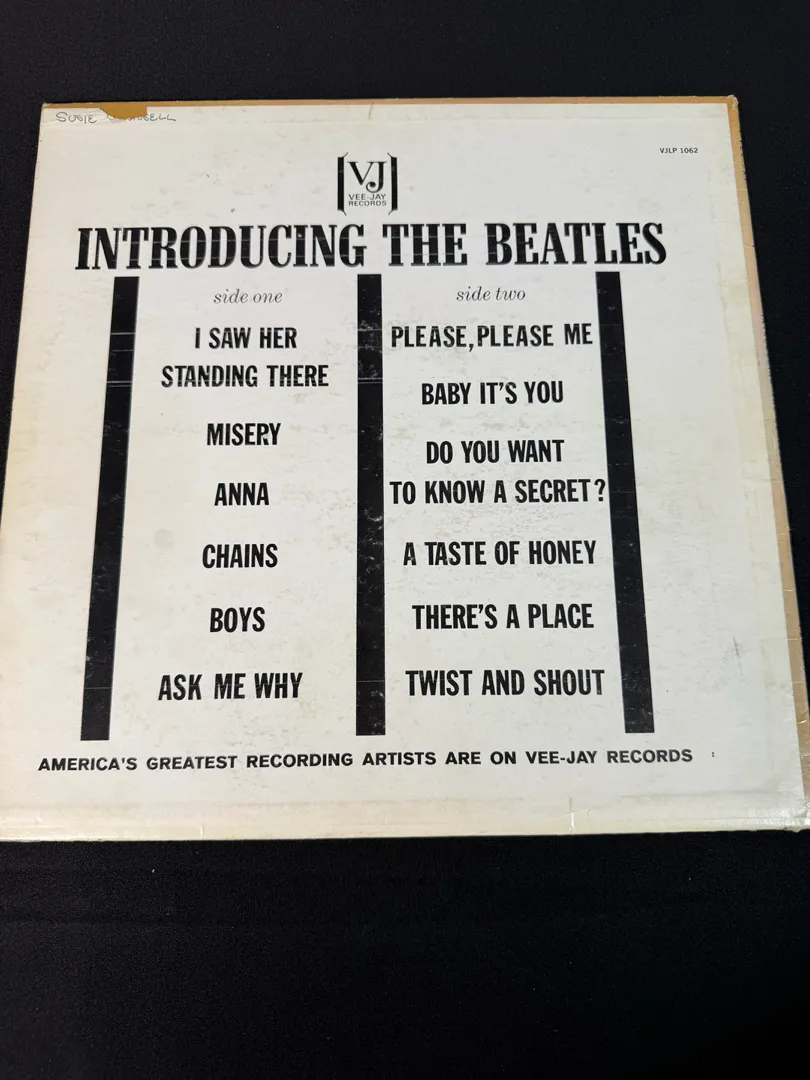 SUSIE
VJLP 1062
VJ
VEE-JAY
RECORDS
INTRODUCING THE BEATLES
side one
I SAW HER
STANDING THERE
MISERY
ANNA
CHAINS
BOYS
ASK ME WHY
side two
PLEASE, PLEASE ME
BABY IT'S YOU
DO YOU WANT
TO KNOW A SECRET?
A TASTE OF HONEY
THERE'S A PLACE
TWIST AND SHOUT
AMERICA'S GREATEST RECORDING ARTISTS ARE ON VEE-JAY RECORDS